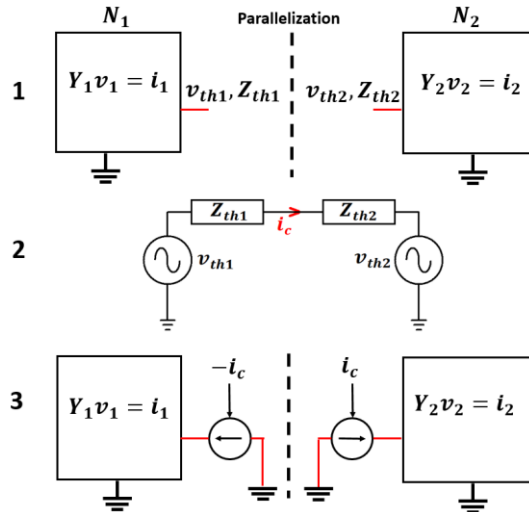 N₁ Parallelization N₂
1 Y₁v₁ = i₁ v_th1, Z_th1 v_th2, Z_th2 Y₂v₂ = i₂
Z_th1 Z_th2
i_c
2 v_th1 v_th2
−i_c i_c
3 Y₁v₁ = i₁ Y₂v₂ = i₂